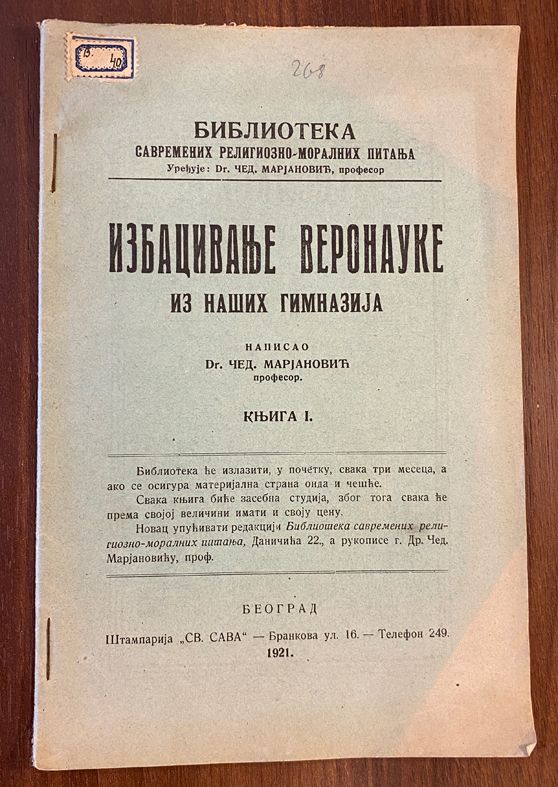 В.
40
268
БИБЛИОТЕКА
САВРЕМЕНИХ РЕЛИГИОЗНО-МОРАЛНИХ ПИТАЊА
Уређује: Dr. ЧЕД. МАРЈАНОВИЋ, професор
ИЗБАЦИВАЊЕ ВЕРОНАУКЕ
ИЗ НАШИХ ГИМНАЗИЈА
НАПИСАО
Dr. ЧЕД. МАРЈАНОВИЋ
професор.
КЊИГА I.
Библиотека ће излазити, у почетку, свака три месеца, а
ако се осигура материјална страна онда и чешће.
Свака књига биће засебна студија, због тога свака ће
према својој величини имати и своју цену.
Новац упућивати редакцији Библиотека савремених рели-
гиозно-моралних питања, Даничића 22., а рукописе г. Др. Чед.
Марјановићу, проф.
БЕОГРАД
Штампарија „СВ. САВА“ — Бранкова ул. 16. — Телефон 249.
1921.